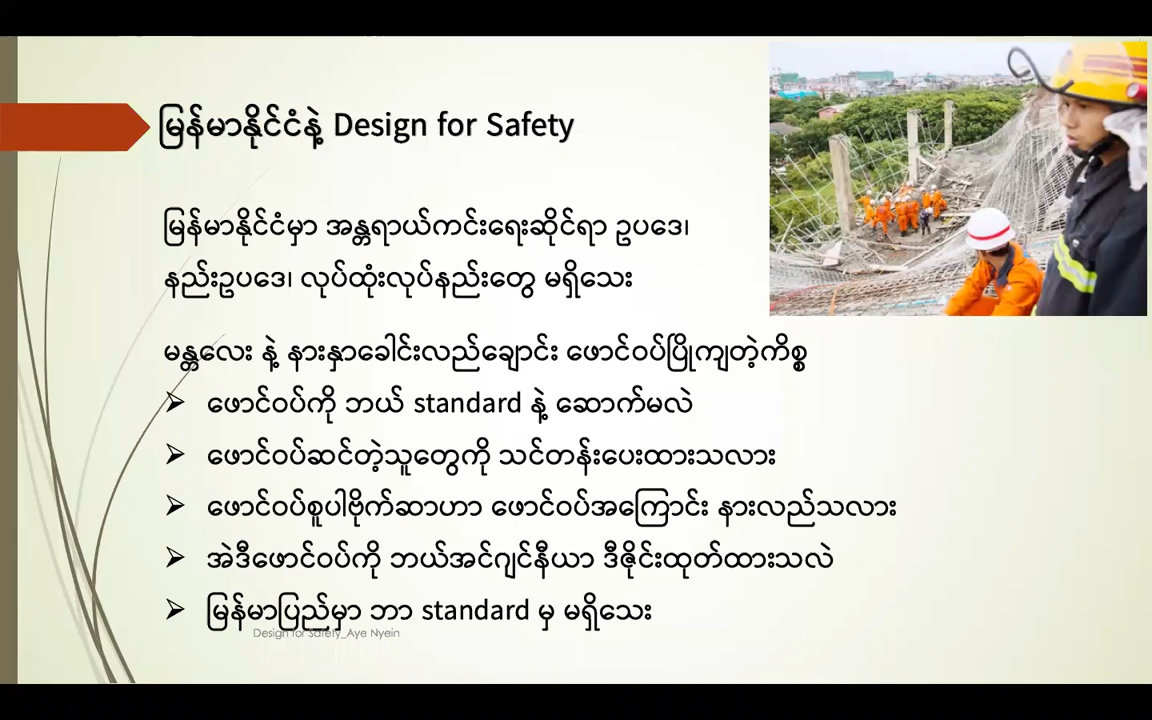 မြန်မာနိုင်ငံနဲ့ Design for Safety
မြန်မာနိုင်ငံမှာ အန္တရာယ်ကင်းရေးဆိုင်ရာ ဥပဒေ၊
နည်းဥပဒေ၊ လုပ်ထုံးလုပ်နည်းတွေ မရှိသေး
မန္တလေး နဲ့ နားနှာခေါင်းလည်ချောင်း ဖောင်ဝပ်ပြိုကျတဲ့ကိစ္စ
➢ ဖောင်ဝပ်ကို ဘယ် standard နဲ့ ဆောက်မလဲ
➢ ဖောင်ဝပ်ဆင်တဲ့သူတွေကို သင်တန်းပေးထားသလား
➢ ဖောင်ဝပ်စူပါဗိုက်ဆာဟာ ဖောင်ဝပ်အကြောင်း နားလည်သလား
➢ အဲဒီဖောင်ဝပ်ကို ဘယ်အင်ဂျင်နီယာ ဒီဇိုင်းထုတ်ထားသလဲ
➢ မြန်မာပြည်မှာ ဘာ standard မှ မရှိသေး
Design for Safety_Aye Nyein